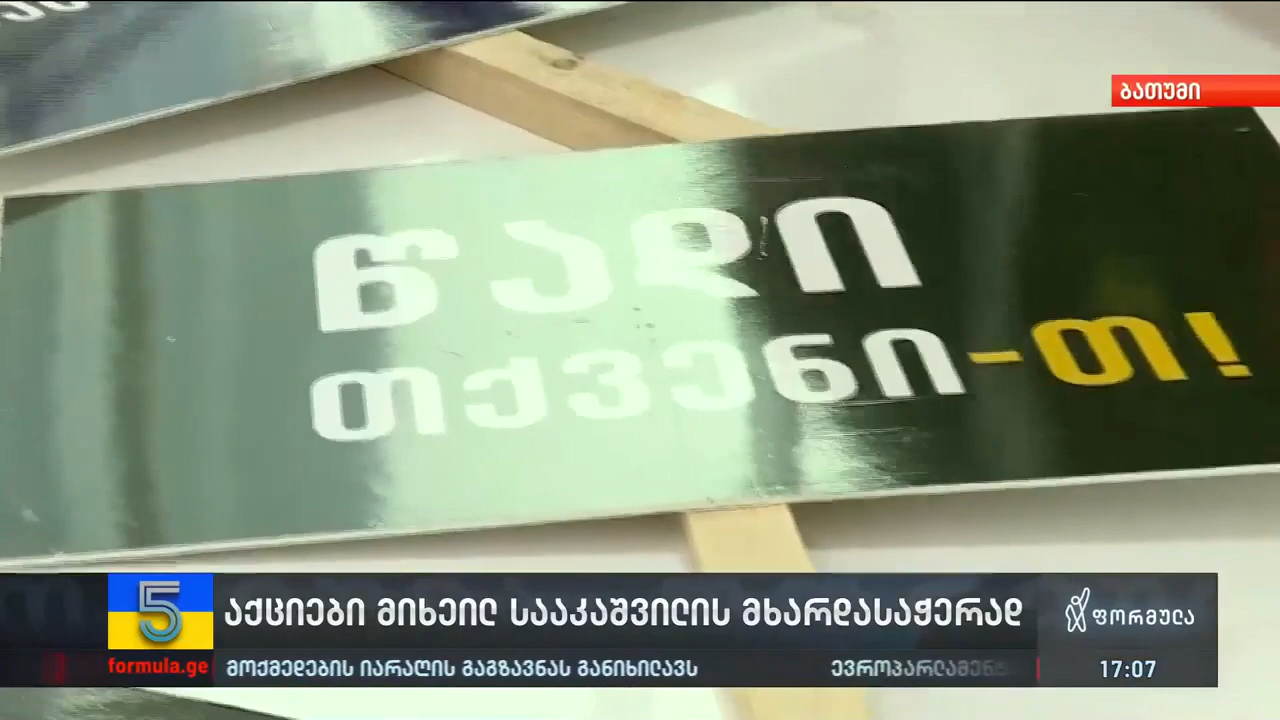 ბათუმი
წადი
თქვენი-თ!
5
აქციები მიხეილ სააკაშვილის მხარდასაჭერად
ფორმულა
formula.ge
მოქმედების იარაღის გაგზავნას განიხილავს
17:07